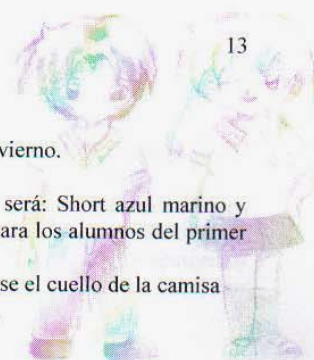 13
vierno.
será: Short azul marino y
ara los alumnos del primer
se el cuello de la camisa